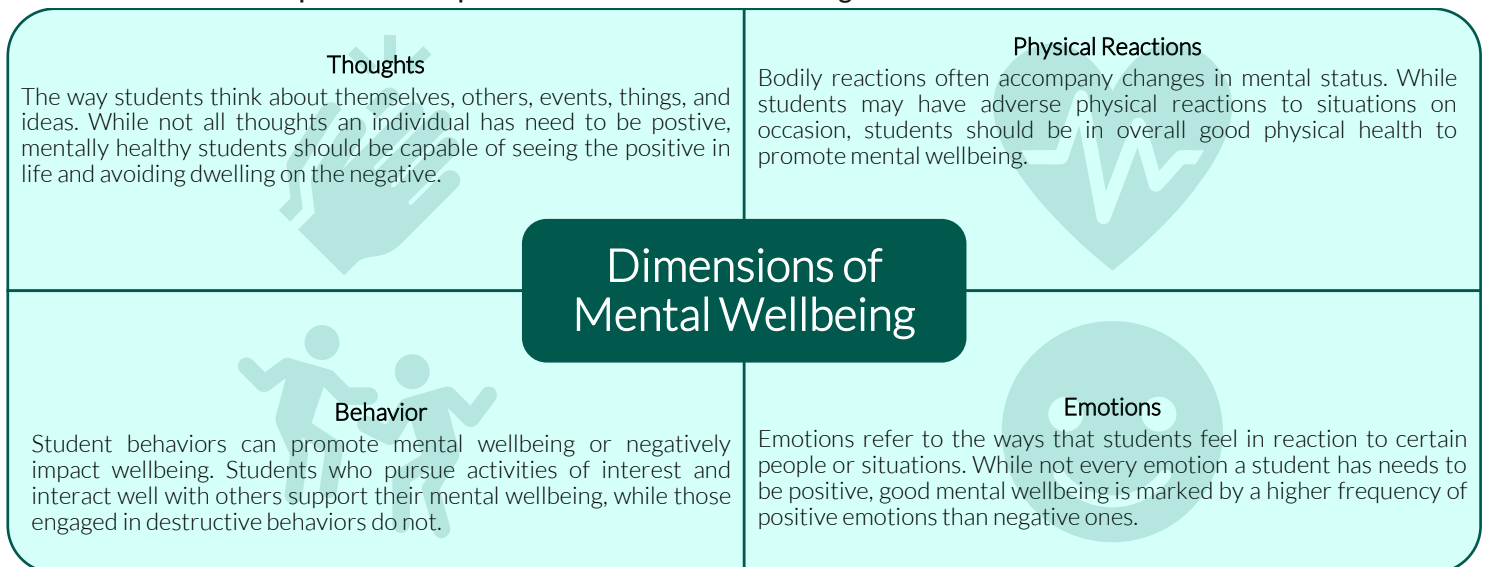 Thoughts
The way students think about themselves, others, events, things, and
ideas. While not all thoughts an individual has need to be postive,
mentally healthy students should be capable of seeing the positive in
life and avoiding dwelling on the negative.
Physical Reactions
Bodily reactions often accompany changes in mental status. While
students may have adverse physical reactions to situations on
occasion, students should be in overall good physical health to
promote mental wellbeing.
Dimensions of
Mental Wellbeing
Behavior
Student behaviors can promote mental wellbeing or negatively
impact wellbeing. Students who pursue activities of interest and
interact well with others support their mental wellbeing, while those
engaged in destructive behaviors do not.
Emotions
Emotions refer to the ways that students feel in reaction to certain
people or situations. While not every emotion a student has needs to
be positive, good mental wellbeing is marked by a higher frequency of
positive emotions than negative ones.